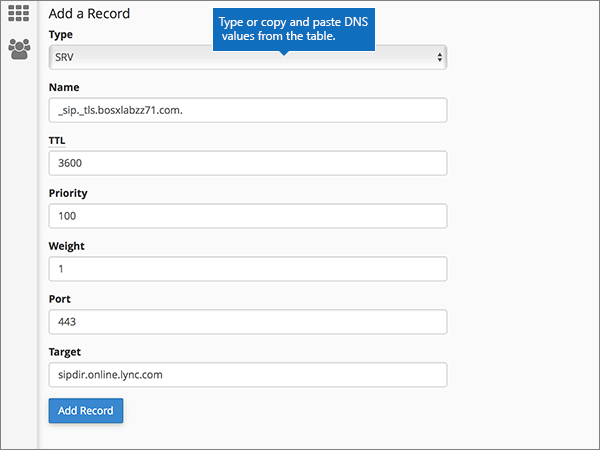 Add a Record
Type or copy and paste DNS
values from the table.
Type
SRV
Name
_sip._tls.bosxlabzz71.com.
TTL
3600
Priority
100
Weight
1
Port
443
Target
sipdir.online.lync.com
Add Record